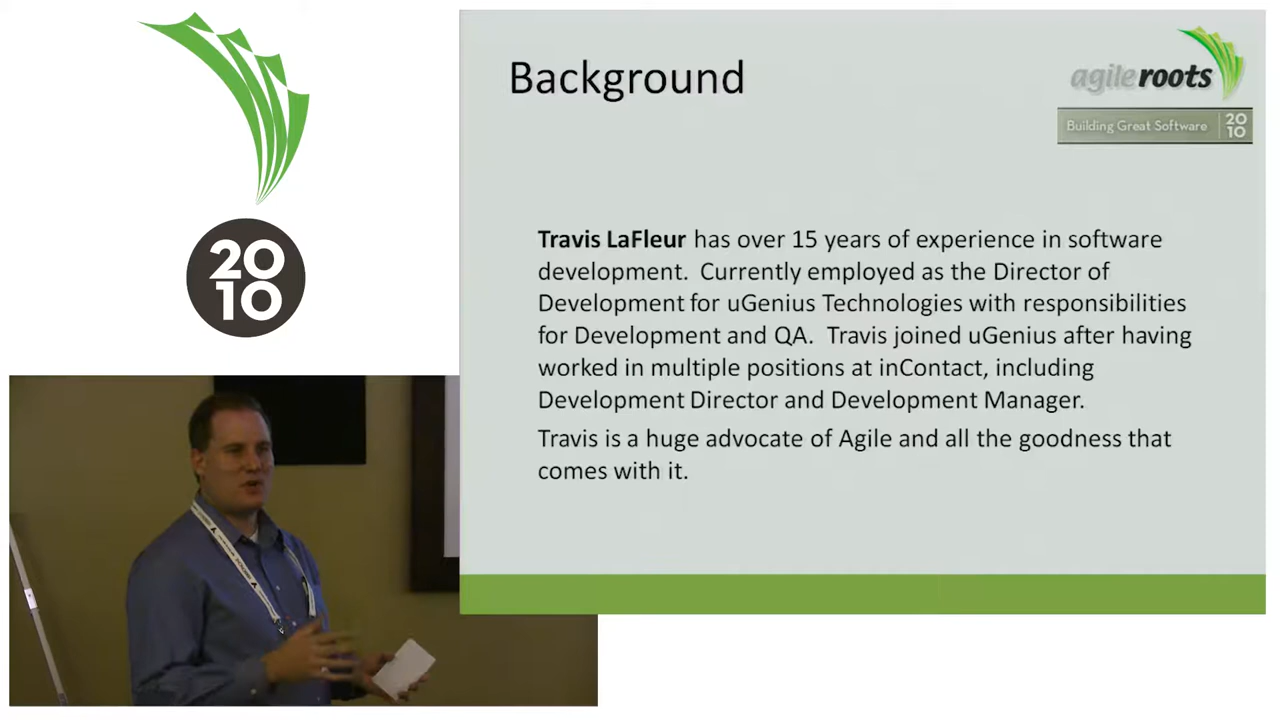 Background
agileroots
Building Great Software
20
10
20
10
Travis LaFleur has over 15 years of experience in software
development.  Currently employed as the Director of
Development for uGenius Technologies with responsibilities
for Development and QA.  Travis joined uGenius after having
worked in multiple positions at inContact, including
Development Director and Development Manager.
Travis is a huge advocate of Agile and all the goodness that
comes with it.